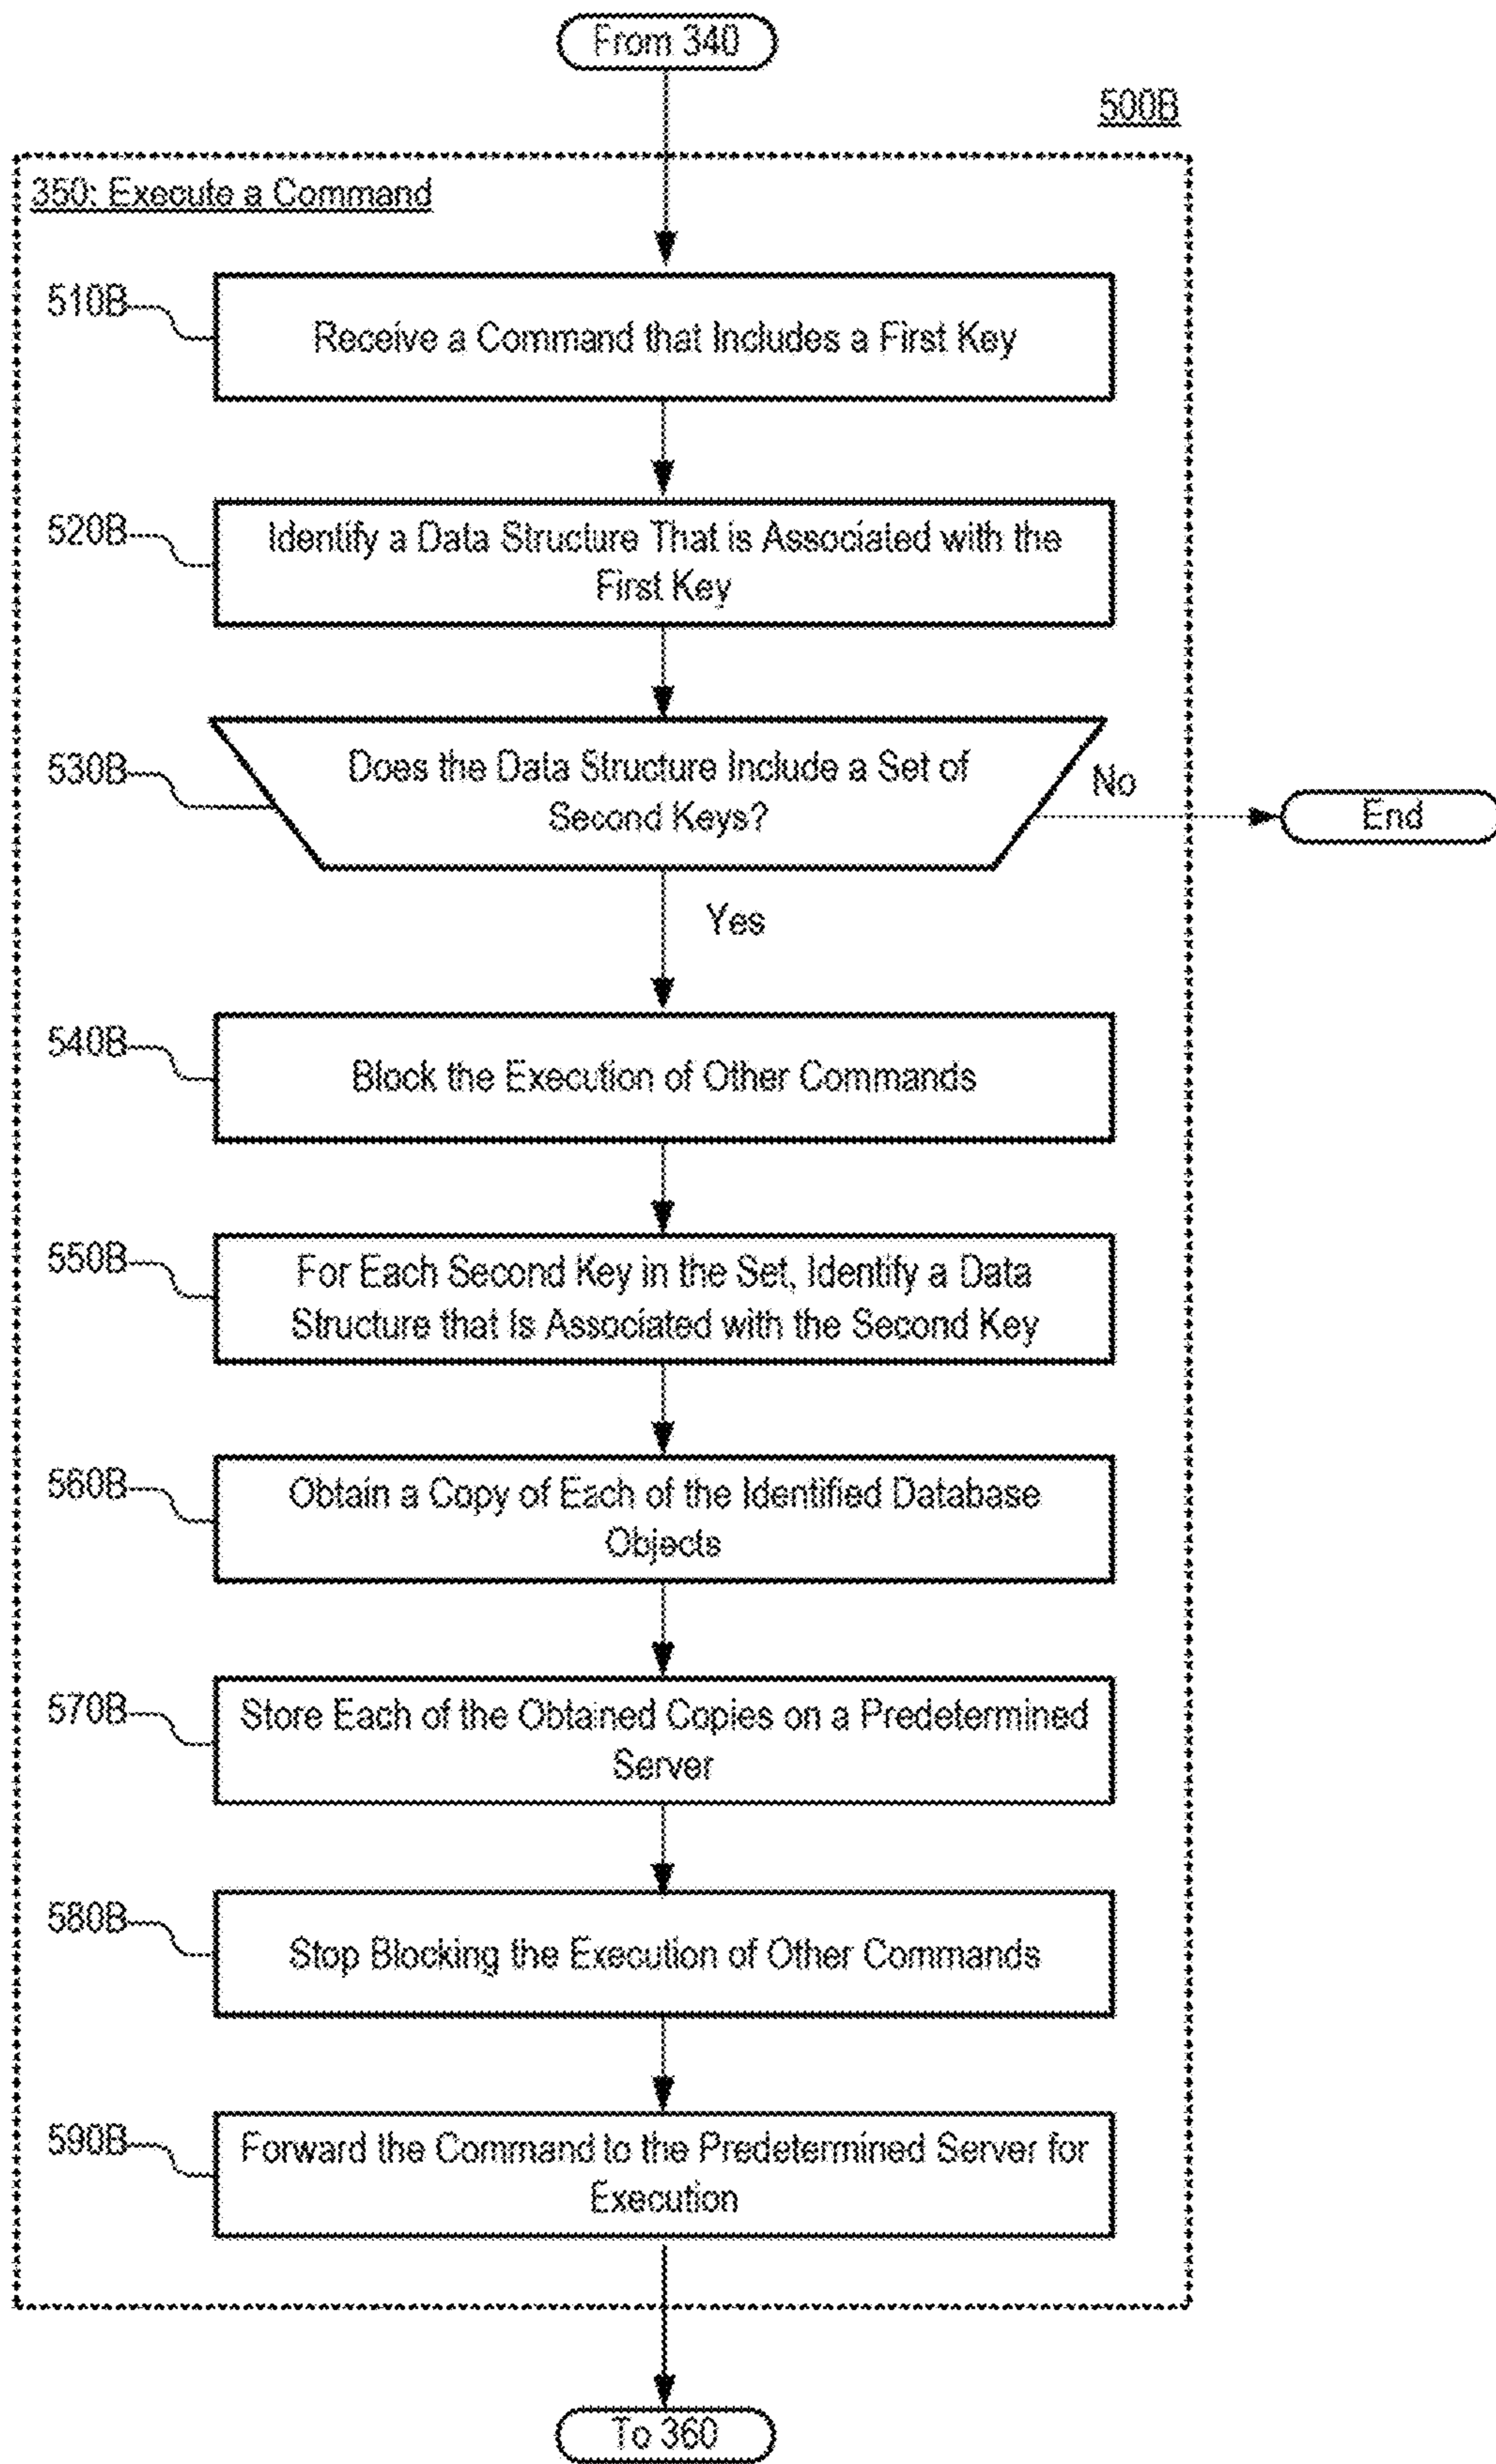 From 340
500B
350: Execute a Command
510B
Receive a Command that Includes a First Key
520B
Identify a Data Structure That is Associated with the
First Key
530B
Does the Data Structure Include a Set of
Second Keys?
No
End
Yes
540B
Block the Execution of Other Commands
550B
For Each Second Key in the Set, Identify a Data
Structure that Is Associated with the Second Key
560B
Obtain a Copy of Each of the Identified Database
Objects
570B
Store Each of the Obtained Copies on a Predetermined
Server
580B
Stop Blocking the Execution of Other Commands
590B
Forward the Command to the Predetermined Server for
Execution
To 360